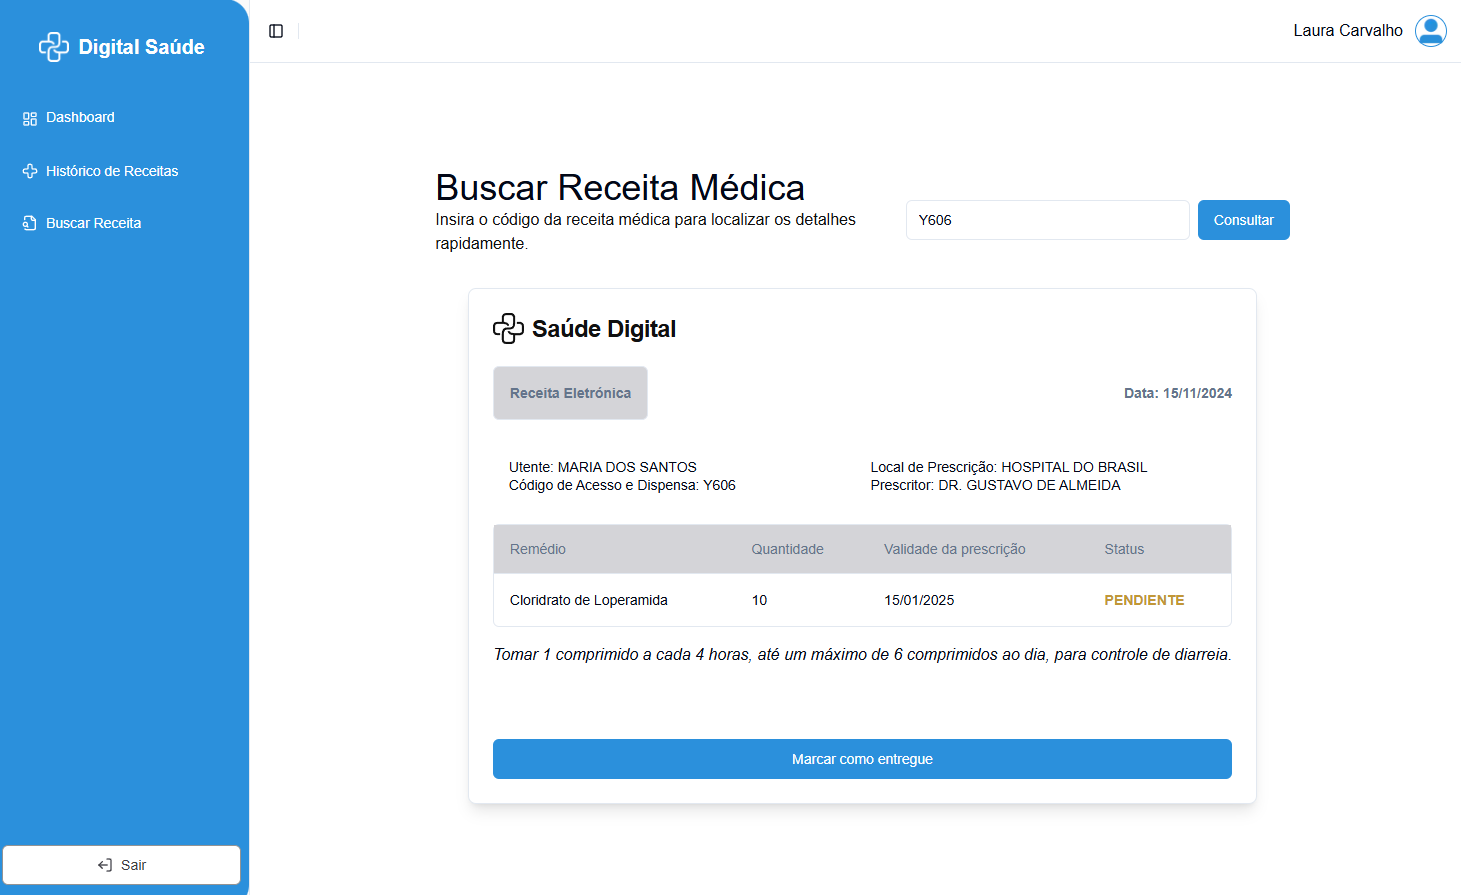 Digital Saúde
Dashboard
Histórico de Receitas
Buscar Receita
Sair
Laura Carvalho
Buscar Receita Médica
Insira o código da receita médica para localizar os detalhes
rapidamente.
Y606
Consultar
Saúde Digital
Receita Eletrónica
Data: 15/11/2024
Utente: MARIA DOS SANTOS
Código de Acesso e Dispensa: Y606
Local de Prescrição: HOSPITAL DO BRASIL
Prescritor: DR. GUSTAVO DE ALMEIDA
Remédio Quantidade Validade da prescrição Status
Cloridrato de Loperamida 10 15/01/2025 PENDIENTE
Tomar 1 comprimido a cada 4 horas, até um máximo de 6 comprimidos ao dia, para controle de diarreia.
Marcar como entregue